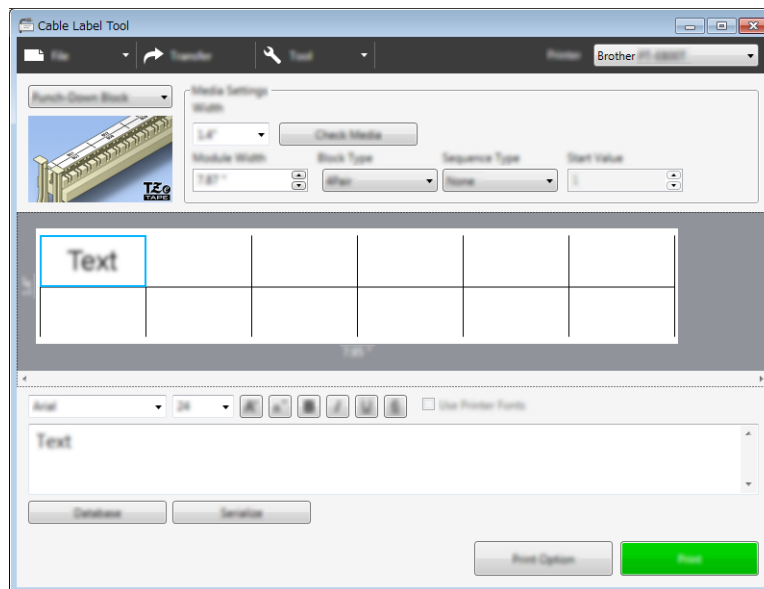 Cable Label Tool
File Transfer Tool Printer Brother
Punch-Down Block Media Settings
Width
1.4" Check Media
Module Width Block Type Sequence Type Start Value
7.87 " 4Pair None 1
TZe
TAPE
Text
7.85 "
Arial 24 A a B I U Use Printer Fonts
Text
Database Serialize
Print Option Print